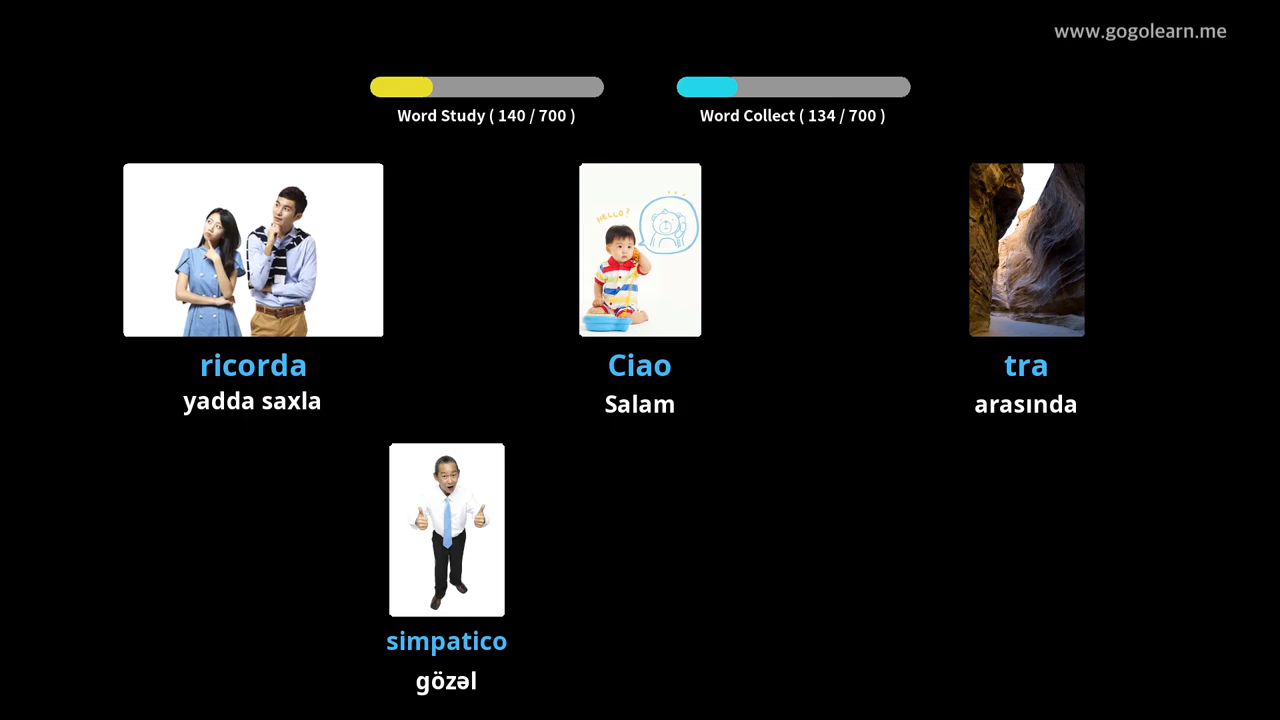 www.gogolearn.me
Word Study ( 140 / 700 )
Word Collect ( 134 / 700 )
HELLO?
ricorda
yadda saxla
Ciao
Salam
tra
arasında
simpatico
gözəl